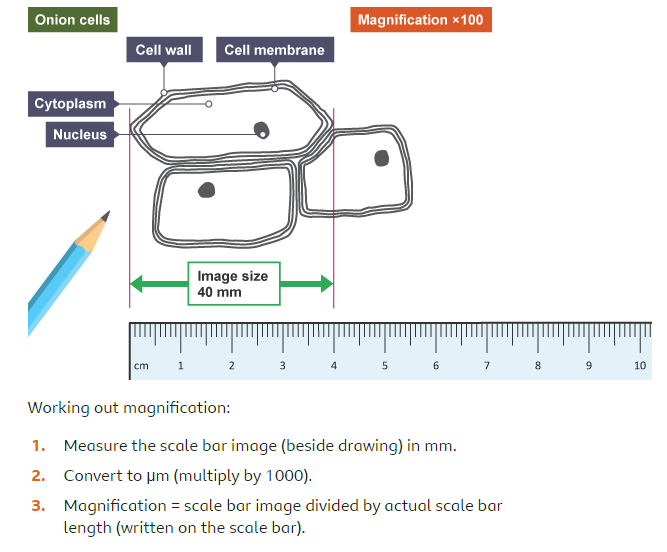 Onion cells
Magnification ×100
Cell wall
Cell membrane
Cytoplasm
Nucleus
Image size
40 mm
cm 1 2 3 4 5 6 7 8 9 10
Working out magnification:
1. Measure the scale bar image (beside drawing) in mm.
2. Convert to μm (multiply by 1000).
3. Magnification = scale bar image divided by actual scale bar
length (written on the scale bar).